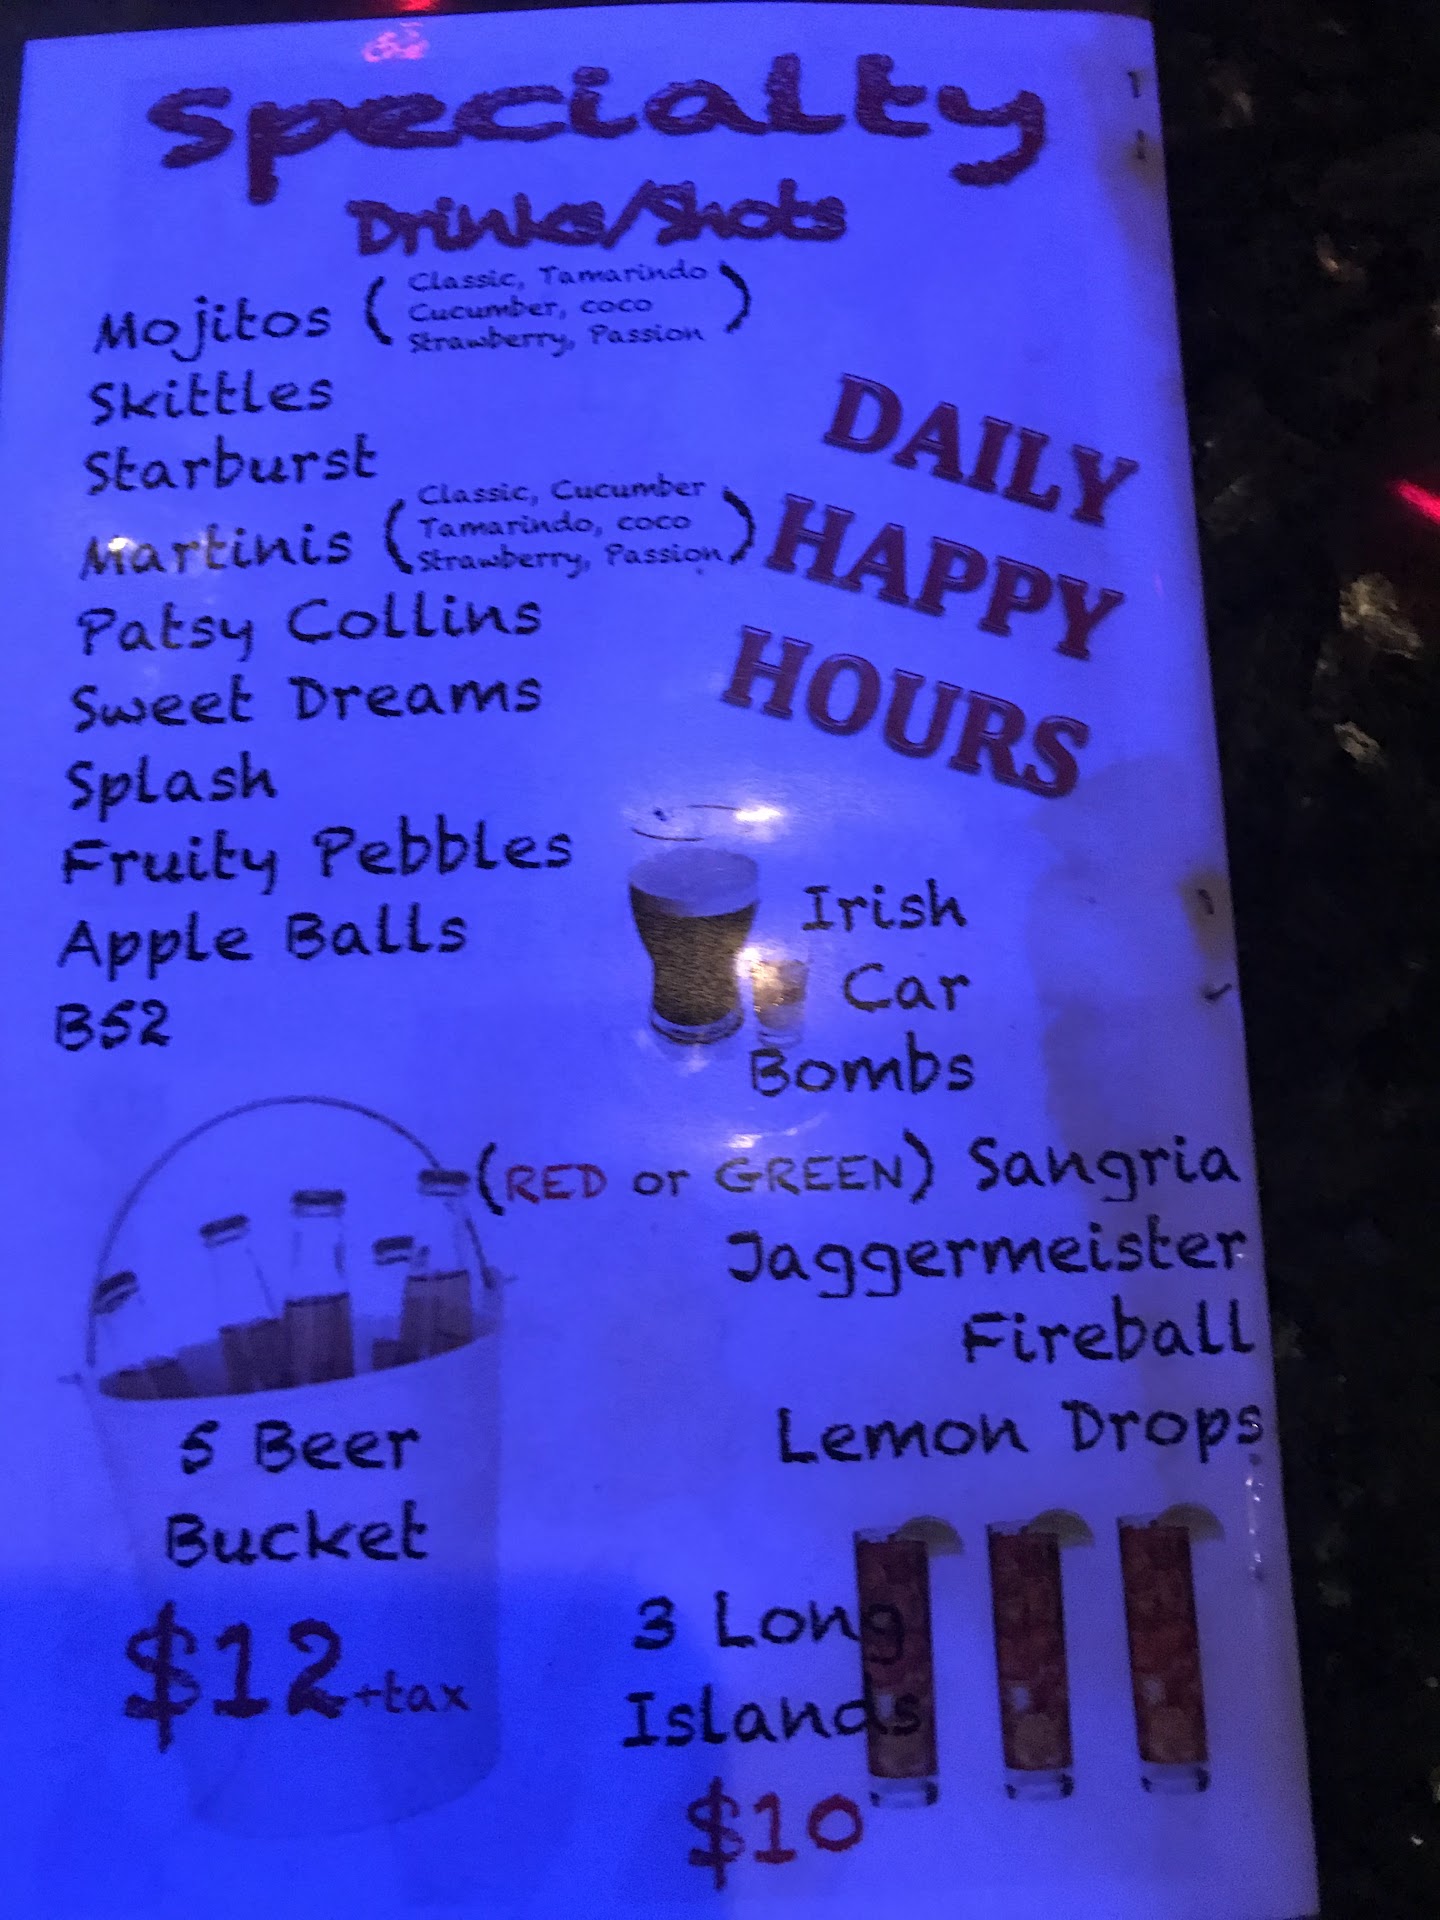 Specialty
Drinks/Shots
Mojitos (Classic, Tamarindo
Cucumber, coco
Strawberry, Passion)
Skittles
Starburst
Martinis (Classic, Cucumber
Tamarindo, coco
Strawberry, Passion)
Patsy Collins
Sweet Dreams
Splash
Fruity Pebbles
Apple Balls
B52
DAILY
HAPPY
HOURS
Irish
Car
Bombs
(RED or GREEN) Sangria
Jaggermeister
Fireball
Lemon Drops
5 Beer
Bucket
$12+tax
3 Long
Islands
$10